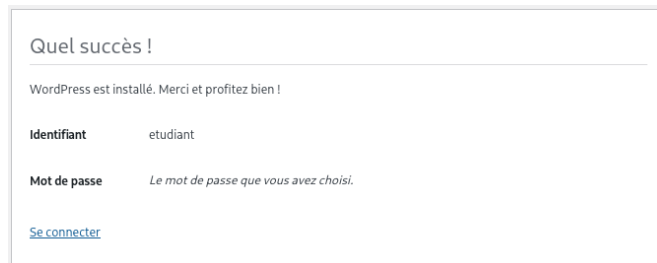 Quel succès !
WordPress est installé. Merci et profitez bien !
Identifiant etudiant
Mot de passe Le mot de passe que vous avez choisi.
Se connecter